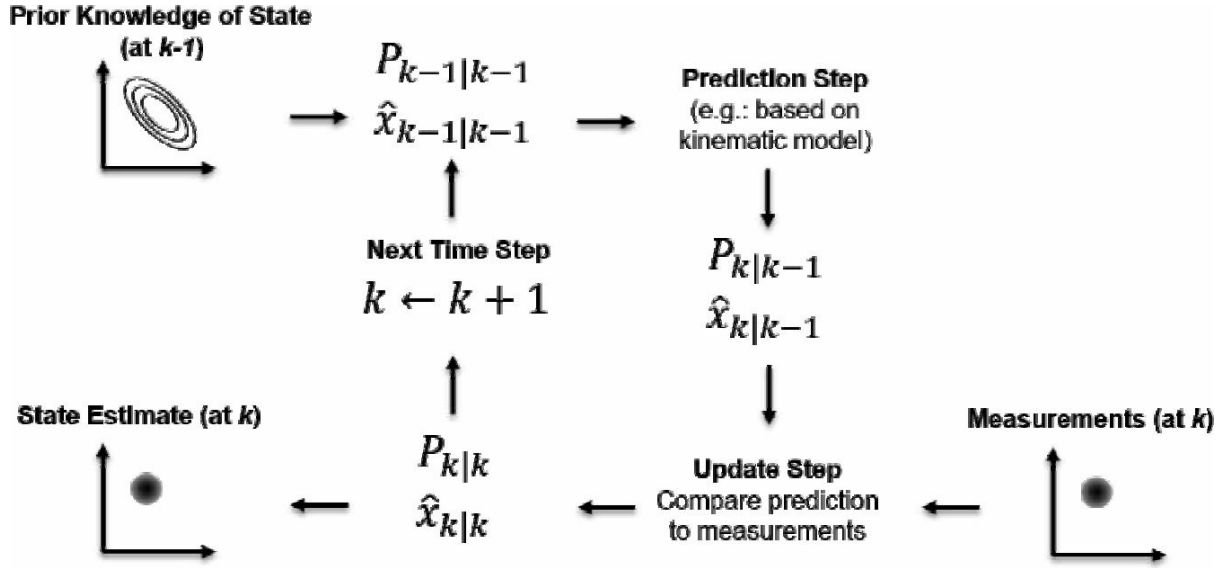 Prior Knowledge of State
(at k-1)
P_{k-1|k-1}
x̂_{k-1|k-1}
Prediction Step
(e.g.: based on
kinematic model)
P_{k|k-1}
x̂_{k|k-1}
Next Time Step
k ← k + 1
State Estimate (at k)
P_{k|k}
x̂_{k|k}
Update Step
Compare prediction
to measurements
Measurements (at k)